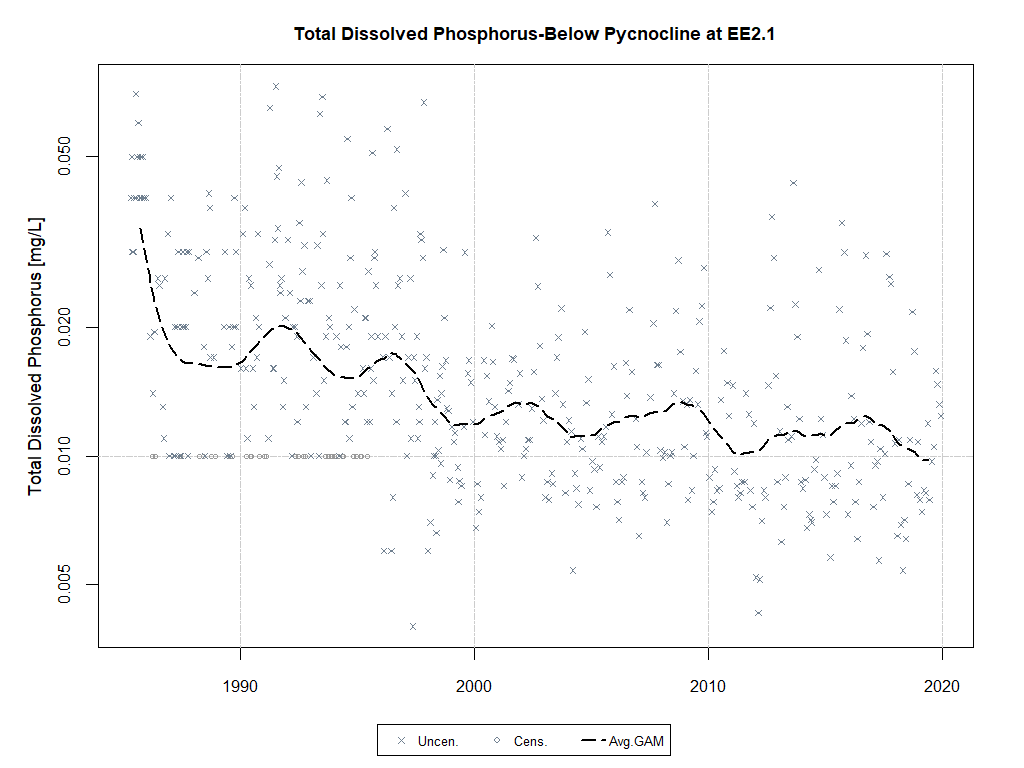 Total Dissolved Phosphorus-Below Pycnocline at EE2.1
Total Dissolved Phosphorus [mg/L]
0.050
0.020
0.010
0.005
1990 2000 2010 2020
Uncen. Cens. Avg.GAM